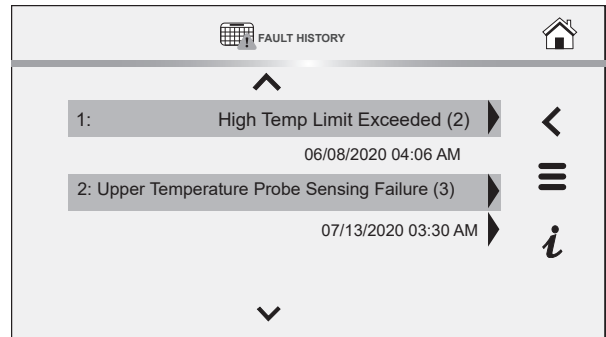 FAULT HISTORY
1: High Temp Limit Exceeded (2)
06/08/2020 04:06 AM
2: Upper Temperature Probe Sensing Failure (3)
07/13/2020 03:30 AM
i